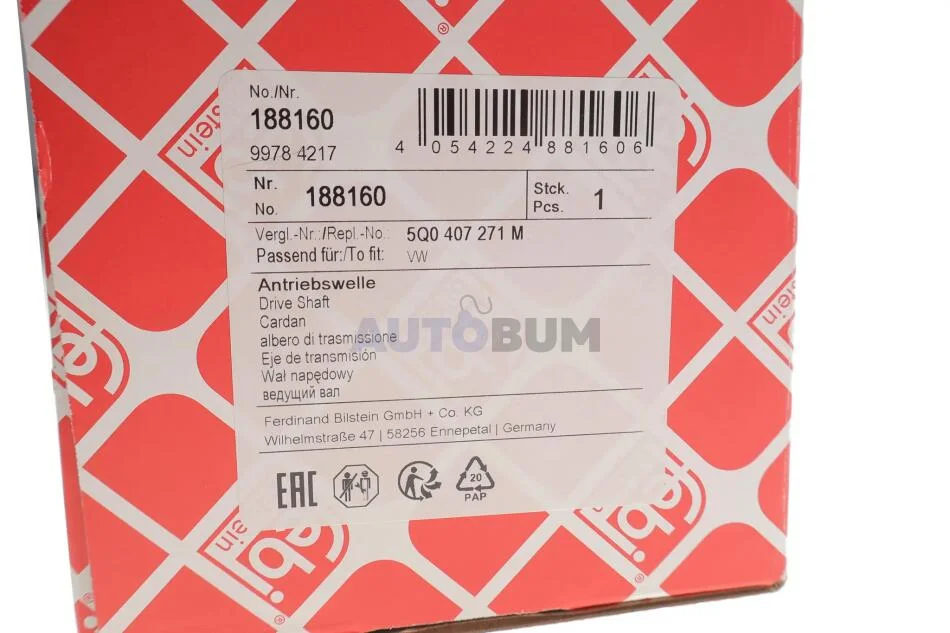 No./Nr.
188160
9978 4217
4 054224 881606
Nr.
No. 188160
Stck.
Pcs. 1
Vergl.-Nr.:/Repl.-No.: 5Q0 407 271 M
Passend für:/To fit: VW
Antriebswelle
Drive Shaft
Cardan
albero di trasmissione
Eje de transmisión
Wał napędowy
ведущий вал
AUTOBUM
Ferdinand Bilstein GmbH + Co. KG
Wilhelmstraße 47 | 58256 Ennepetal | Germany
EAC
20
PAP
febi
bilstein